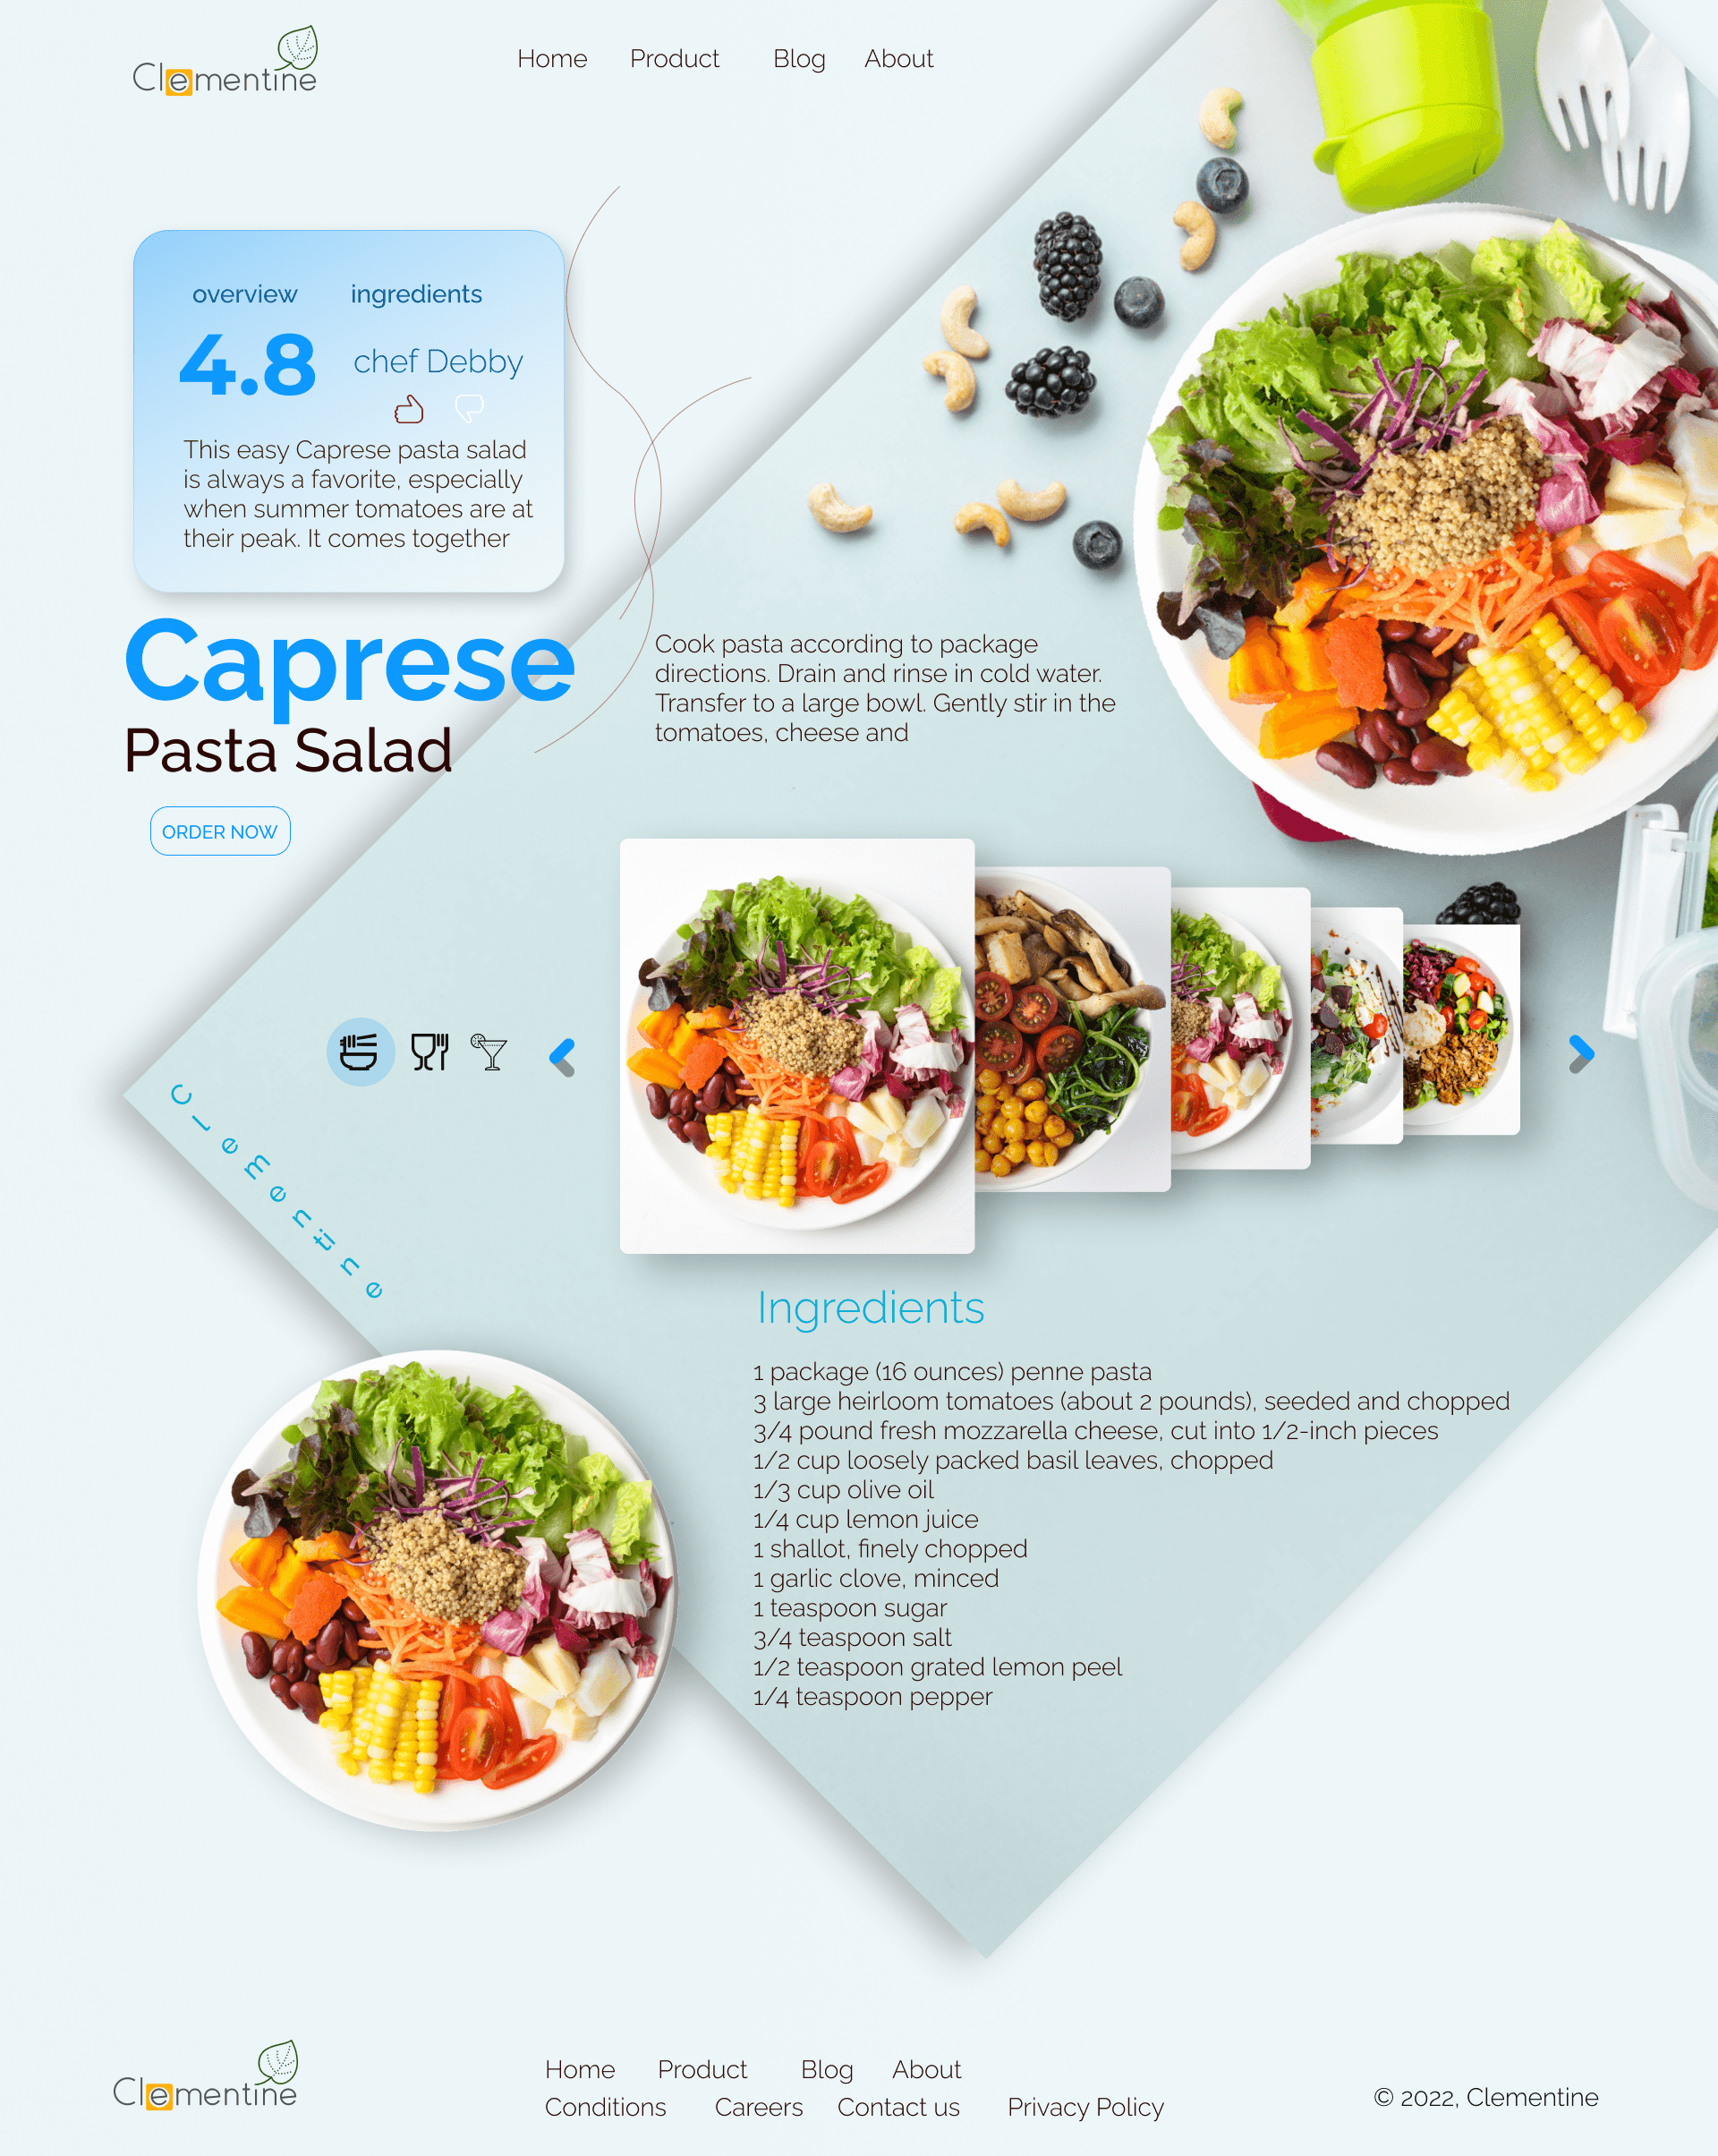 Clementine
Home Product Blog About
overview ingredients
4.8 chef Debby
This easy Caprese pasta salad
is always a favorite, especially
when summer tomatoes are at
their peak. It comes together
Caprese
Pasta Salad
ORDER NOW
Cook pasta according to package
directions. Drain and rinse in cold water.
Transfer to a large bowl. Gently stir in the
tomatoes, cheese and
Clementine
Ingredients
1 package (16 ounces) penne pasta
3 large heirloom tomatoes (about 2 pounds), seeded and chopped
3/4 pound fresh mozzarella cheese, cut into 1/2-inch pieces
1/2 cup loosely packed basil leaves, chopped
1/3 cup olive oil
1/4 cup lemon juice
1 shallot, finely chopped
1 garlic clove, minced
1 teaspoon sugar
3/4 teaspoon salt
1/2 teaspoon grated lemon peel
1/4 teaspoon pepper
Clementine
Home Product Blog About
Conditions Careers Contact us Privacy Policy
© 2022, Clementine